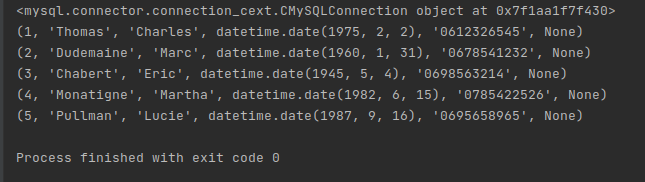 <mysql.connector.connection_cext.CMySQLConnection object at 0x7f1aa1f7f430>
(1, 'Thomas', 'Charles', datetime.date(1975, 2, 2), '0612326545', None)
(2, 'Dudemaine', 'Marc', datetime.date(1960, 1, 31), '0678541232', None)
(3, 'Chabert', 'Eric', datetime.date(1945, 5, 4), '0698563214', None)
(4, 'Monatigne', 'Martha', datetime.date(1982, 6, 15), '0785422526', None)
(5, 'Pullman', 'Lucie', datetime.date(1987, 9, 16), '0695658965', None)
Process finished with exit code 0